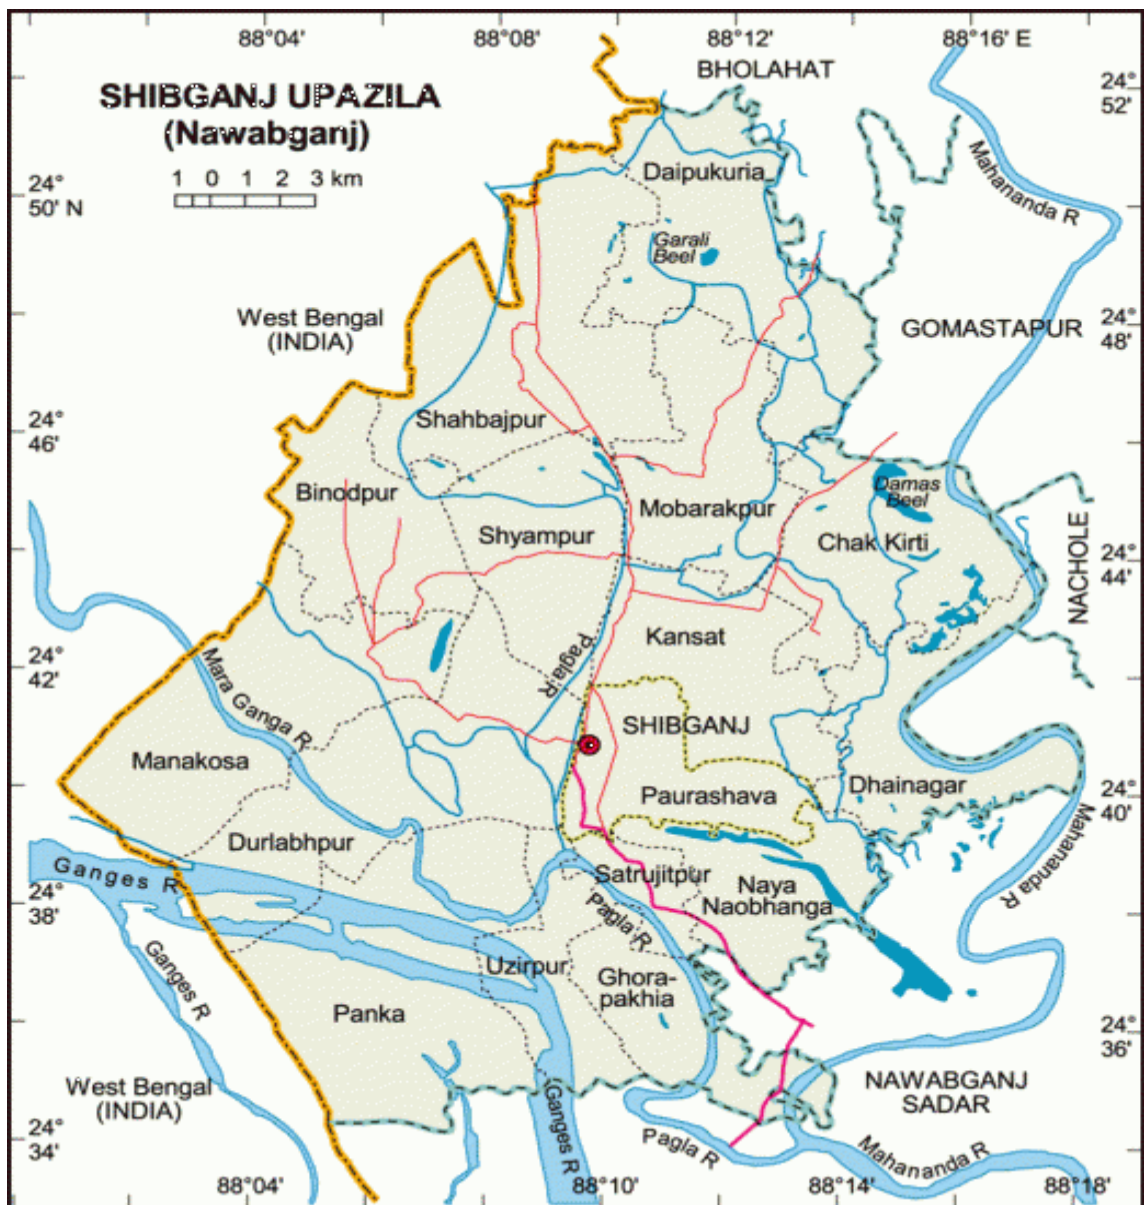 88°04'
88°08'
88°12'
88°16' E
BHOLAHAT
24°
52'
SHIBGANJ UPAZILA
(Nawabganj)
1 0 1 2 3 km
24°
50' N
Daipukuria
Mahananda R
Garali
Beel
West Bengal
(INDIA)
GOMASTAPUR
24°
48'
24°
46'
Shahbajpur
Binodpur
Damas
Beel
Mobarakpur
Shyampur
Chak Kirti
NACHOLE
24°
44'
Kansat
24°
42'
Pagla R
Mara Ganga R
SHIBGANJ
Manakosa
Dhainagar
Paurashava
24°
40'
Mahananda R
Durlabhpur
Ganges R
Satrujitpur
Naya
Naobhanga
24°
38'
Pagla R
Ganges R
Uzirpur
Ghora-
pakhia
Panka
24°
36'
West Bengal
(INDIA)
NAWABGANJ
SADAR
Ganges R
24°
34'
Pagla R
Mahananda R
88°04'
88°10'
88°14'
88°18'